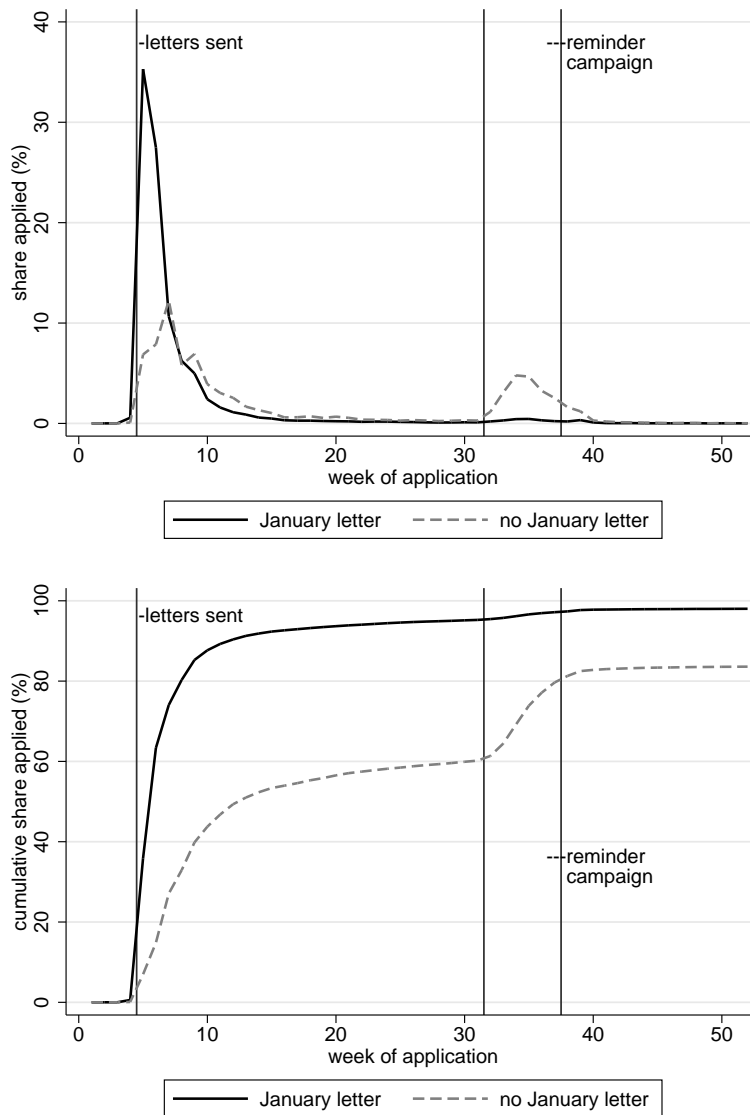 40
30
20
10
0
share applied (%)
-letters sent
---reminder
campaign
0 10 20 30 40 50
week of application
January letter no January letter
100
80
60
40
20
0
cumulative share applied (%)
-letters sent
---reminder
campaign
0 10 20 30 40 50
week of application
January letter no January letter